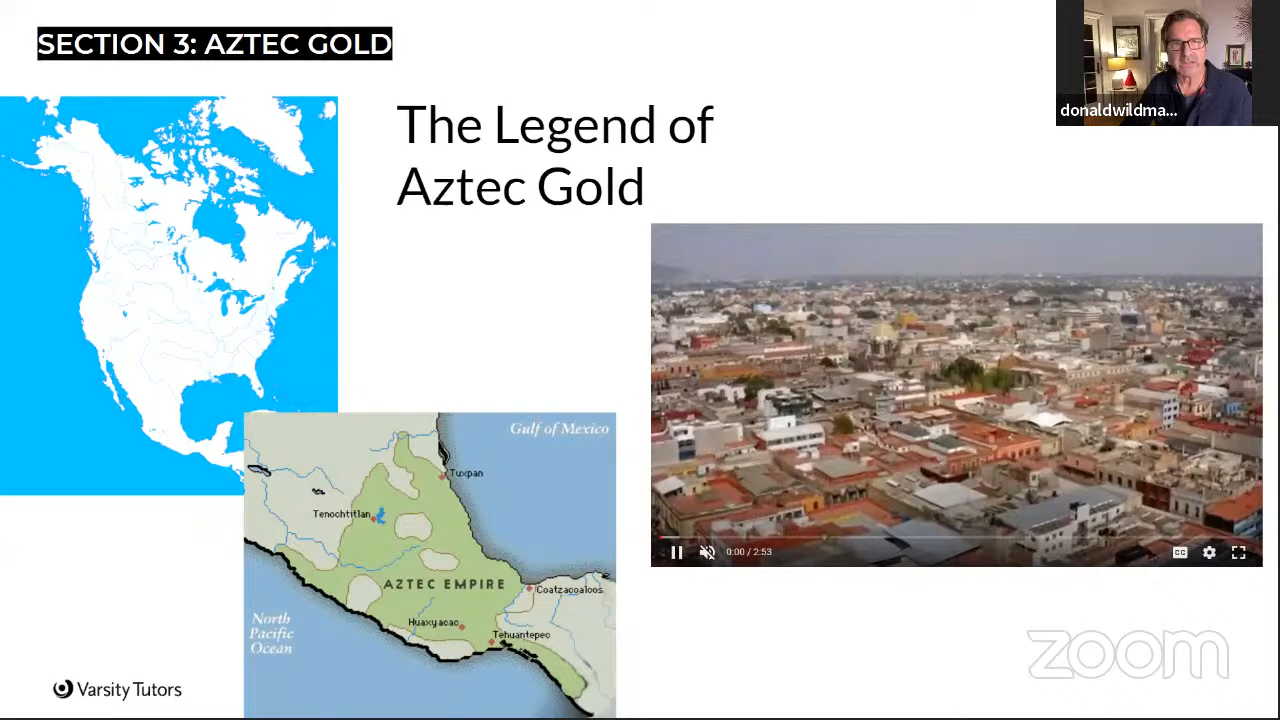 SECTION 3: AZTEC GOLD
donaldwildma...
The Legend of
Aztec Gold
Gulf of Mexico
Tuxpan
Tenochtitlan
AZTEC EMPIRE
Coatzacoalcos
Huaxyacac
Tehuantepec
North
Pacific
Ocean
0:00 / 2:53
CC
zoom
Varsity Tutors